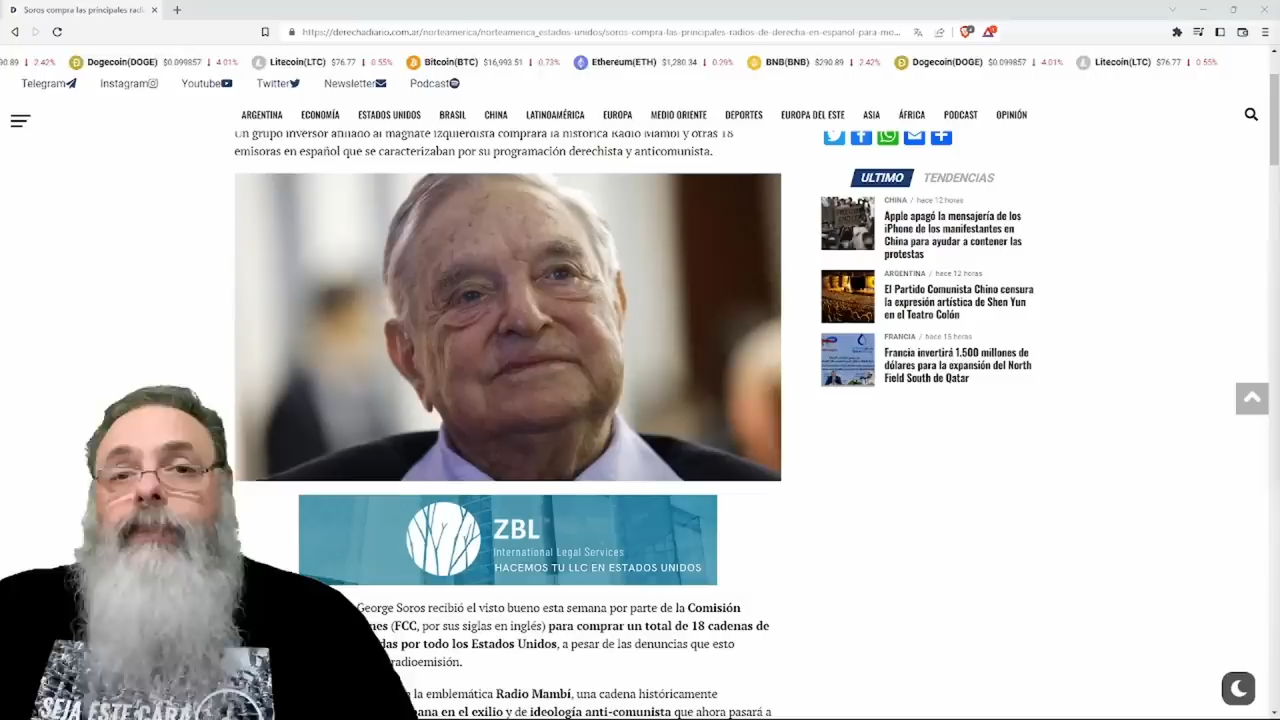 Soros compra las principales radi
https://derechadiario.com.ar/norteamerica/norteamerica_estados-unidos/soros-compra-las-principales-radios-de-derecha-en-espanol-para-mo...
90.89 2.42% Dogecoin(DOGE) $0.099857 4.01% Litecoin(LTC) $76.77 0.55% Bitcoin(BTC) $16,993.51 0.73% Ethereum(ETH) $1,280.34 0.29% BNB(BNB) $290.89 2.42% Dogecoin(DOGE) $0.099857 4.01% Litecoin(LTC) $76.77 0.55%
Telegram Instagram Youtube Twitter Newsletter Podcast
ARGENTINA ECONOMÍA ESTADOS UNIDOS BRASIL CHINA LATINOAMÉRICA EUROPA MEDIO ORIENTE DEPORTES EUROPA DEL ESTE ASIA ÁFRICA PODCAST OPINIÓN
Un grupo inversor afiliado al magnate izquierdista comprará la histórica Radio Mambí y otras 18
emisoras en español que se caracterizaban por su programación derechista y anticomunista.
ULTIMO TENDENCIAS
CHINA / hace 12 horas
Apple apagó la mensajería de los
iPhone de los manifestantes en
China para ayudar a contener las
protestas
ARGENTINA / hace 12 horas
El Partido Comunista Chino censura
la expresión artística de Shen Yun
en el Teatro Colón
FRANCIA / hace 15 horas
Francia invertirá 1.500 millones de
dólares para la expansión del North
Field South de Qatar
ZBL
International Legal Services
HACEMOS TU LLC EN ESTADOS UNIDOS
George Soros recibió el visto bueno esta semana por parte de la Comisión
nes (FCC, por sus siglas en inglés) para comprar un total de 18 cadenas de
das por todo los Estados Unidos, a pesar de las denuncias que esto
radioemisión.
la emblemática Radio Mambí, una cadena históricamente
ana en el exilio y de ideología anti-comunista que ahora pasará a
SEJA ESTE CARA